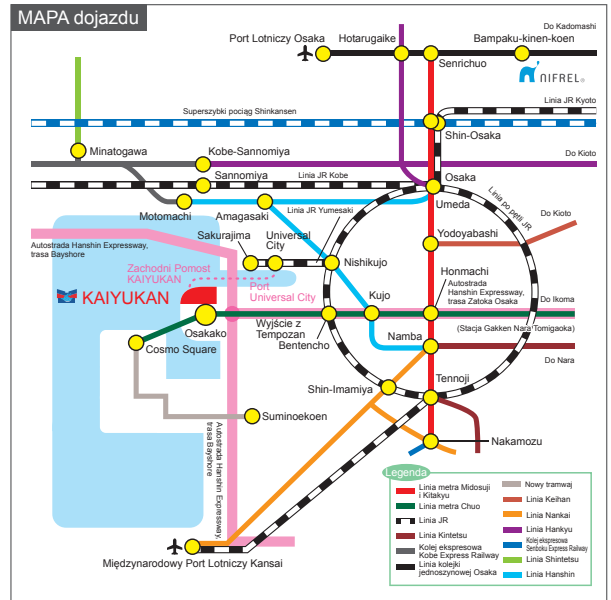 MAPA dojazdu
Do Kadomashi
Port Lotniczy Osaka
Hotarugaike
Bampaku-kinen-koen
Senrichuo
NIFREL
Linia JR Kyoto
Superszybki pociąg Shinkansen
Shin-Osaka
Minatogawa
Kobe-Sannomiya
Do Kioto
Sannomiya
Osaka
Linia JR Kobe
Umeda
Linia po pętli JR
Motomachi
Amagasaki
Linia JR Yumesaki
Sakurajima
Universal
City
Yodoyabashi
Do Kioto
Autostrada Hanshin Expressway,
trasa Bayshore
Nishikujo
Zachodni Pomost
KAIYUKAN
Port
Universal City
Honmachi
Autostrada
Hanshin Expressway,
trasa Zatoka Osaka
KAIYUKAN
Kujo
Do Ikoma
Osakako
Wyjście z
Tempozan
Bentencho
(Stacja Gakken Nara Tomigaoka)
Namba
Cosmo Square
Do Nara
Tennoji
Shin-Imamiya
Suminoekoen
Autostrada Hanshin Expressway,
trasa Bayshore
Nakamozu
Międzynarodowy Port Lotniczy Kansai
Legenda
Linia metra Midosuji
i Kitakyu
Linia metra Chuo
Linia JR
Linia Kintetsu
Kolej ekspresowa
Kobe Express Railway
Linia kolejki
jednoszynowej Osaka
Nowy tramwaj
Linia Keihan
Linia Nankai
Linia Hankyu
Kolej ekspresowa
Senboku Express Railway
Linia Shintetsu
Linia Hanshin